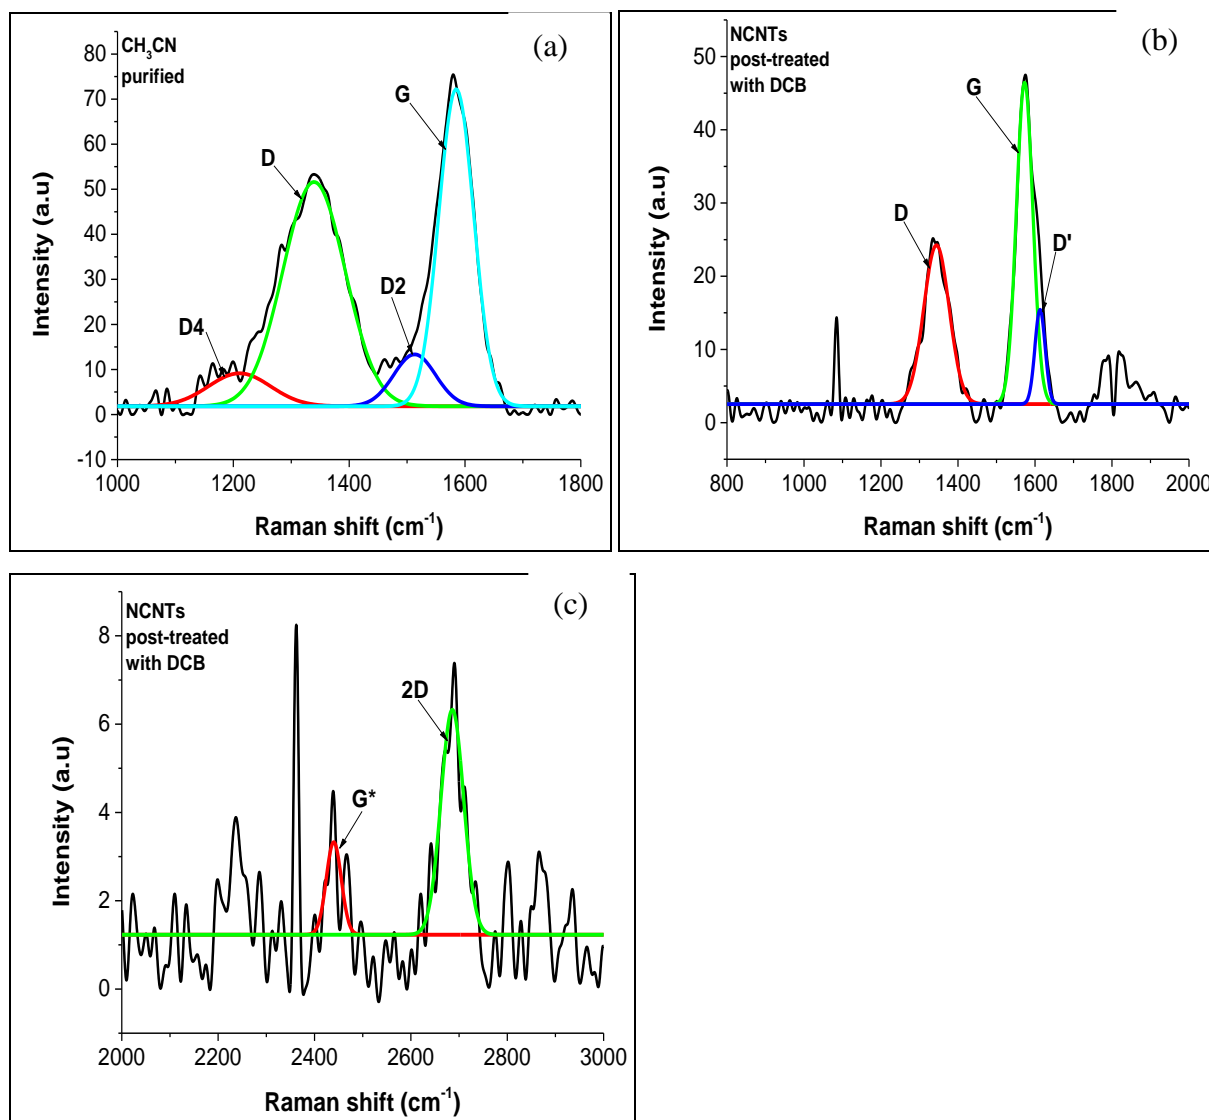 CH₃CN
purified
(a)
G
D
D2
D4
80
70
60
50
40
30
20
10
0
-10
1000 1200 1400 1600 1800
Intensity (a.u)
Raman shift (cm⁻¹)
NCNTs
post-treated
with DCB
(b)
G
D
D'
50
40
30
20
10
0
800 1000 1200 1400 1600 1800 2000
Intensity (a.u)
Raman shift (cm⁻¹)
NCNTs
post-treated
with DCB
(c)
2D
G*
8
6
4
2
0
2000 2200 2400 2600 2800 3000
Intensity (a.u)
Raman shift (cm⁻¹)